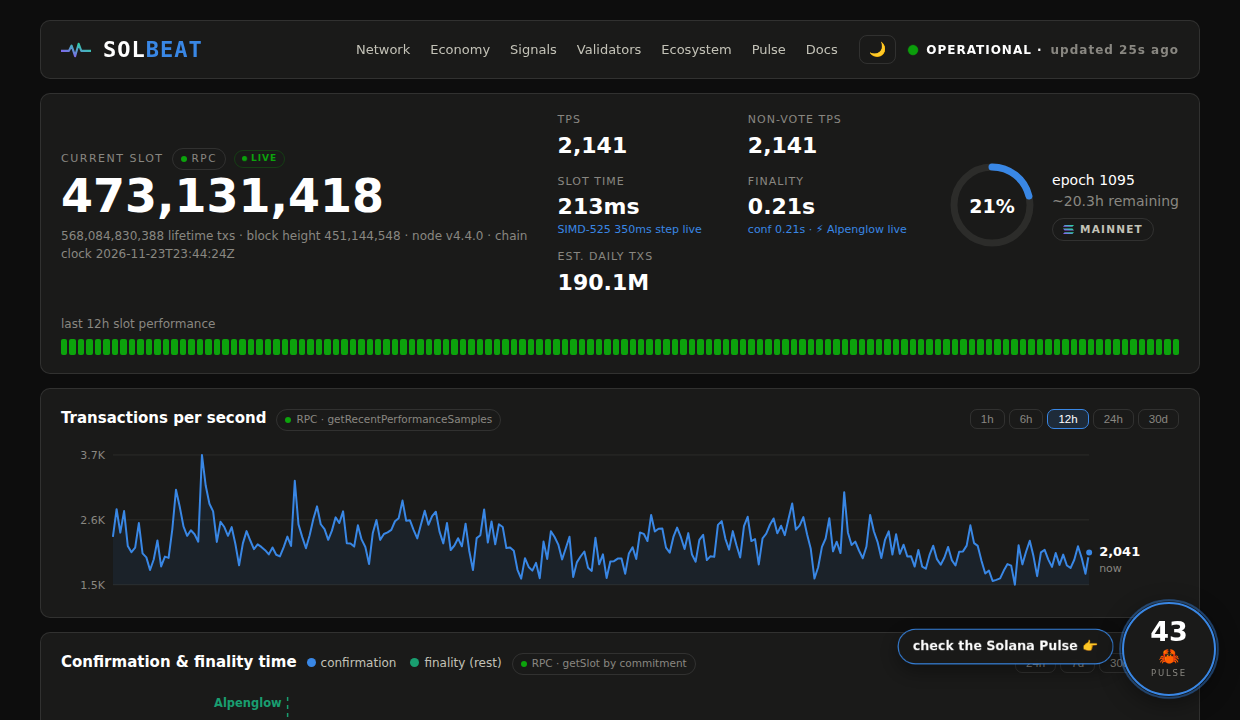 SOLBEAT
Network Economy Signals Validators Ecosystem Pulse Docs
OPERATIONAL · updated 25s ago
CURRENT SLOT RPC LIVE
473,131,418
568,084,830,388 lifetime txs · block height 451,144,548 · node v4.4.0 · chain
clock 2026-11-23T23:44:24Z
TPS
2,141
NON-VOTE TPS
2,141
SLOT TIME
213ms
SIMD-525 350ms step live
FINALITY
0.21s
conf 0.21s · ⚡ Alpenglow live
EST. DAILY TXS
190.1M
21%
epoch 1095
~20.3h remaining
MAINNET
last 12h slot performance
Transactions per second RPC · getRecentPerformanceSamples
1h 6h 12h 24h 30d
3.7K
2.6K
1.5K
2,041
now
Confirmation & finality time confirmation finality (rest) RPC · getSlot by commitment
Alpenglow
check the Solana Pulse 👉
43
PULSE